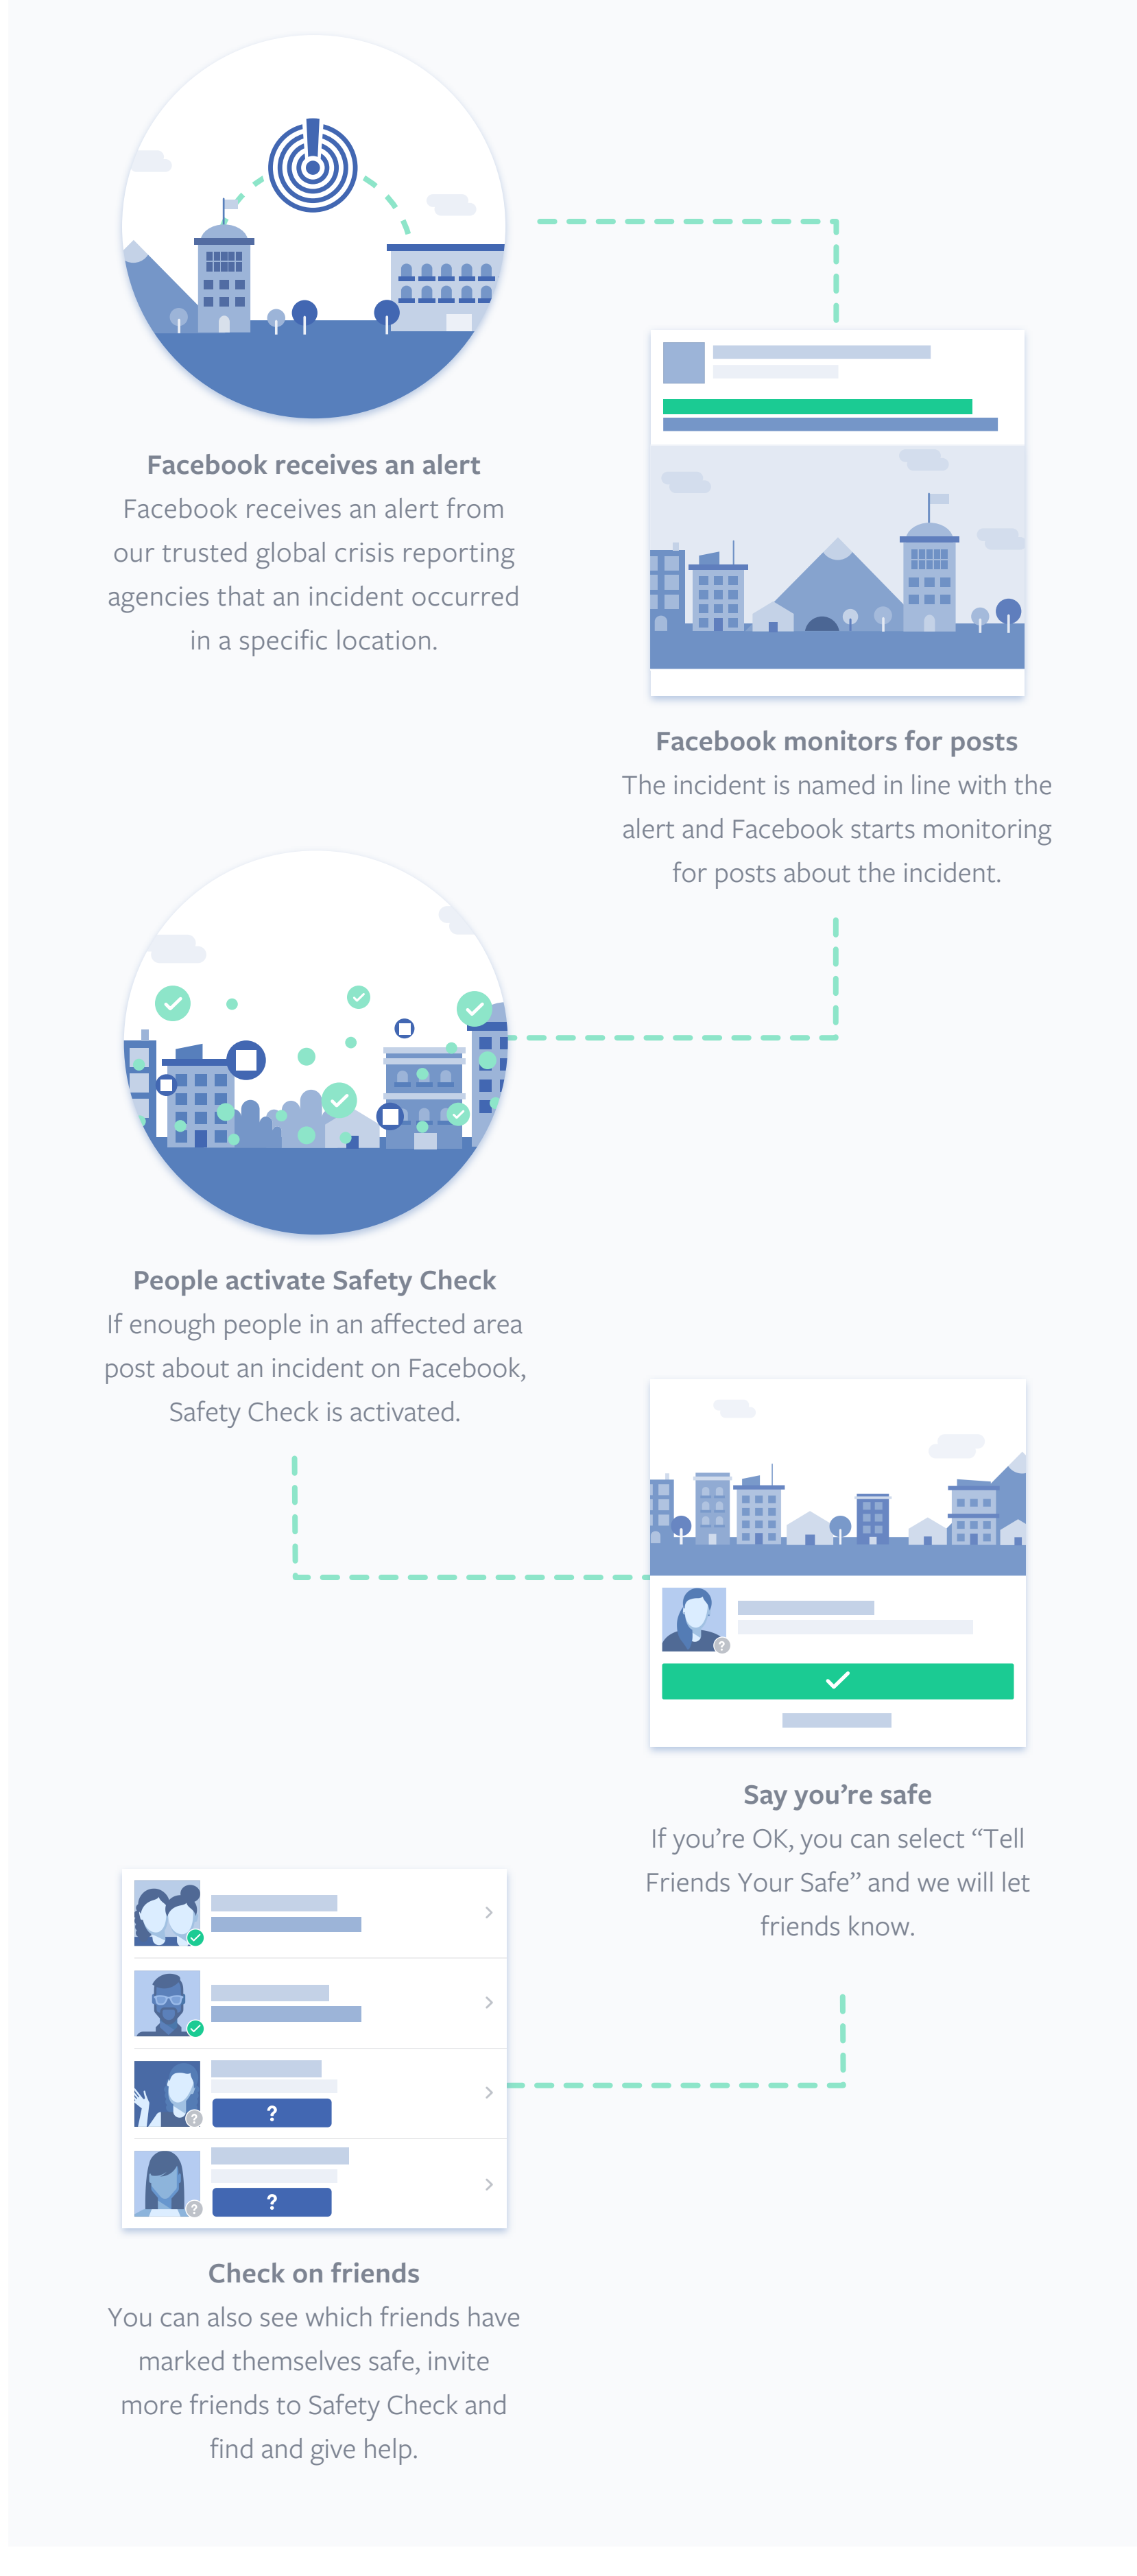 Facebook receives an alert
Facebook receives an alert from
our trusted global crisis reporting
agencies that an incident occurred
in a specific location.
Facebook monitors for posts
The incident is named in line with the
alert and Facebook starts monitoring
for posts about the incident.
People activate Safety Check
If enough people in an affected area
post about an incident on Facebook,
Safety Check is activated.
?
Say you’re safe
If you’re OK, you can select “Tell
Friends Your Safe” and we will let
friends know.
?
?
?
?
Check on friends
You can also see which friends have
marked themselves safe, invite
more friends to Safety Check and
find and give help.